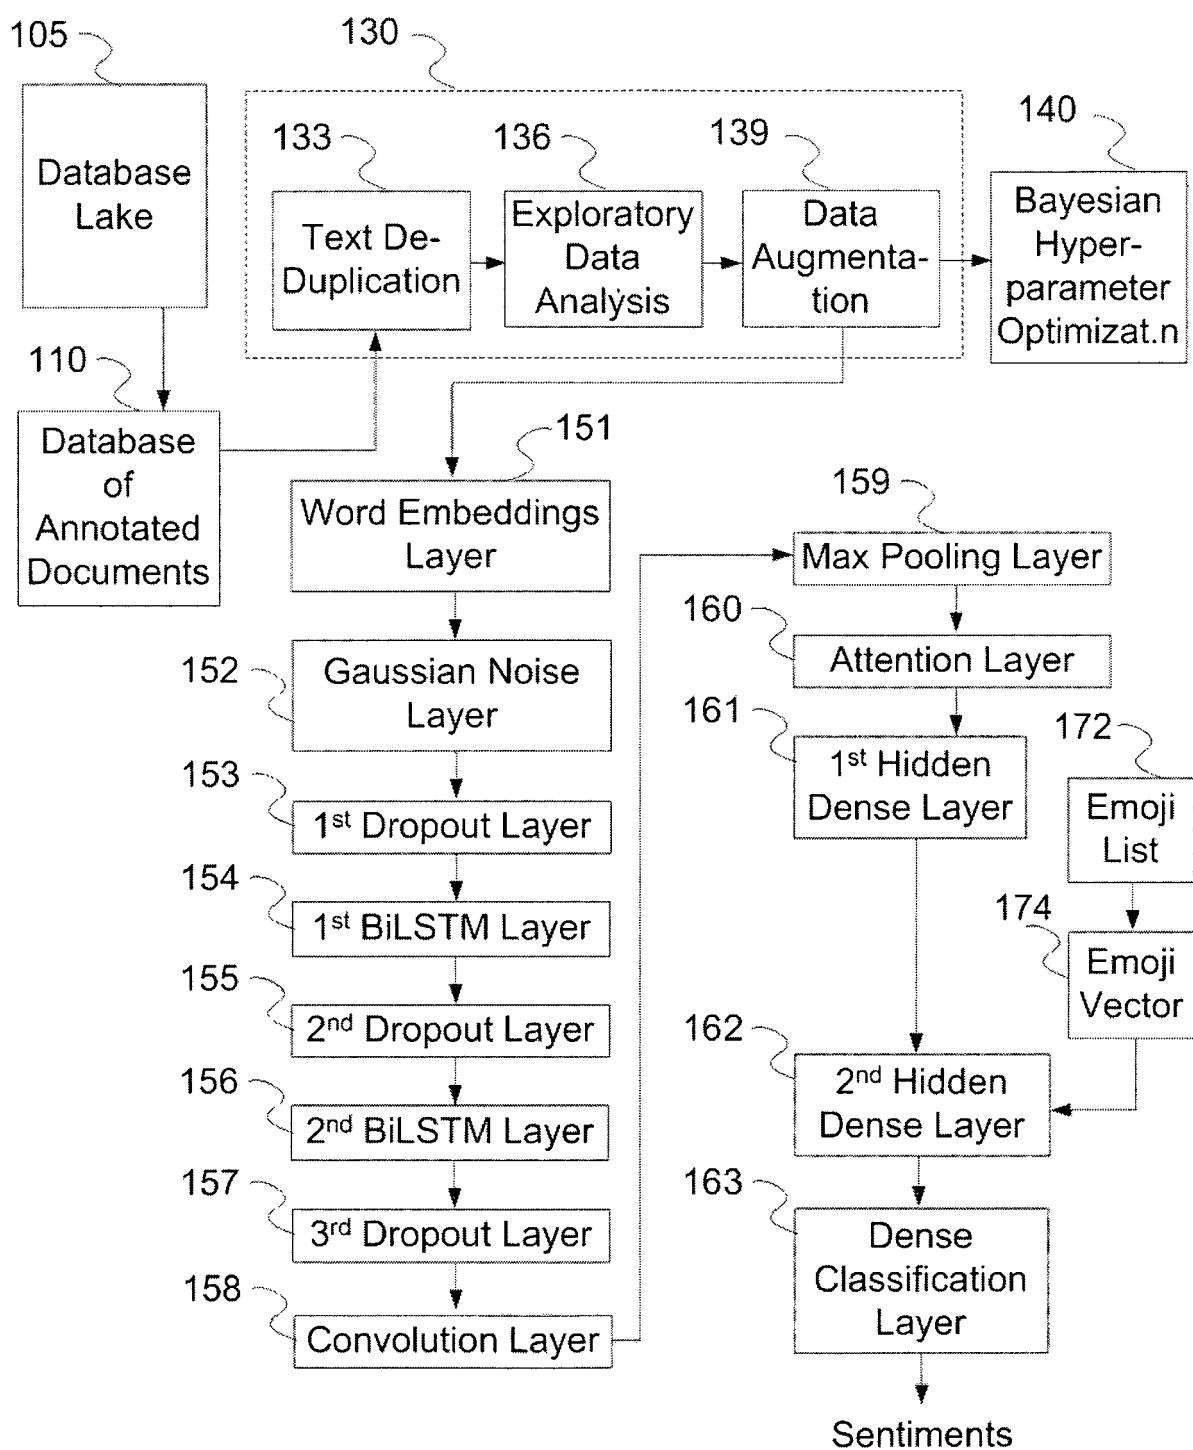 105
130
Database
Lake
133
136
139
140
Text De-
Duplication
Exploratory
Data
Analysis
Data
Augmenta-
tion
Bayesian
Hyper-
parameter
Optimizat.n
110
Database
of
Annotated
Documents
151
Word Embeddings
Layer
152
Gaussian Noise
Layer
153
1st Dropout Layer
154
1st BiLSTM Layer
155
2nd Dropout Layer
156
2nd BiLSTM Layer
157
3rd Dropout Layer
158
Convolution Layer
159
Max Pooling Layer
160
Attention Layer
161
1st Hidden
Dense Layer
172
Emoji
List
174
Emoji
Vector
162
2nd Hidden
Dense Layer
163
Dense
Classification
Layer
Sentiments